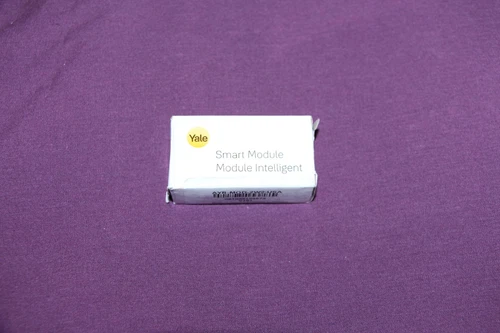 Yale
Smart Module
Module Intelligent